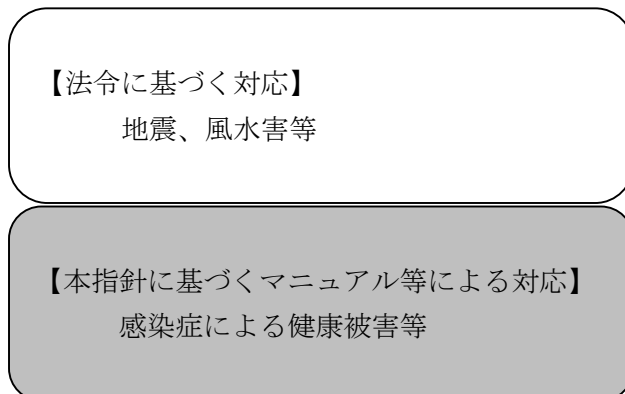 【法令に基づく対応】
地震、風水害等
【本指針に基づくマニュアル等による対応】
感染症による健康被害等